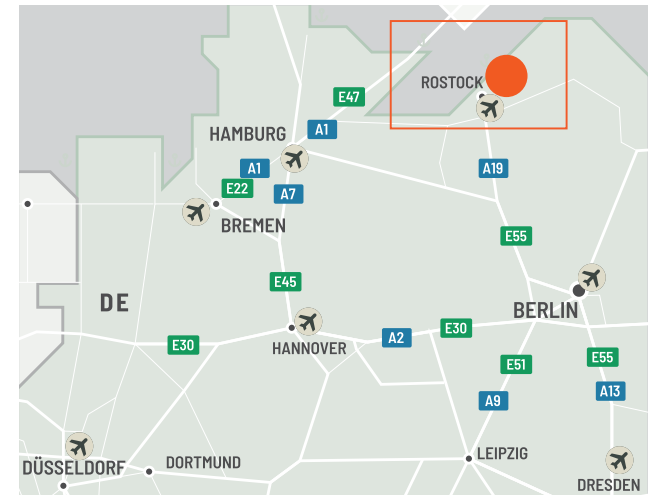 E47
ROSTOCK
HAMBURG
A1
A1
A19
E22
A7
BREMEN
E55
E45
DE
BERLIN
HANNOVER
E30
A2
E30
E51
E55
A9
A13
DÜSSELDORF
DORTMUND
LEIPZIG
DRESDEN